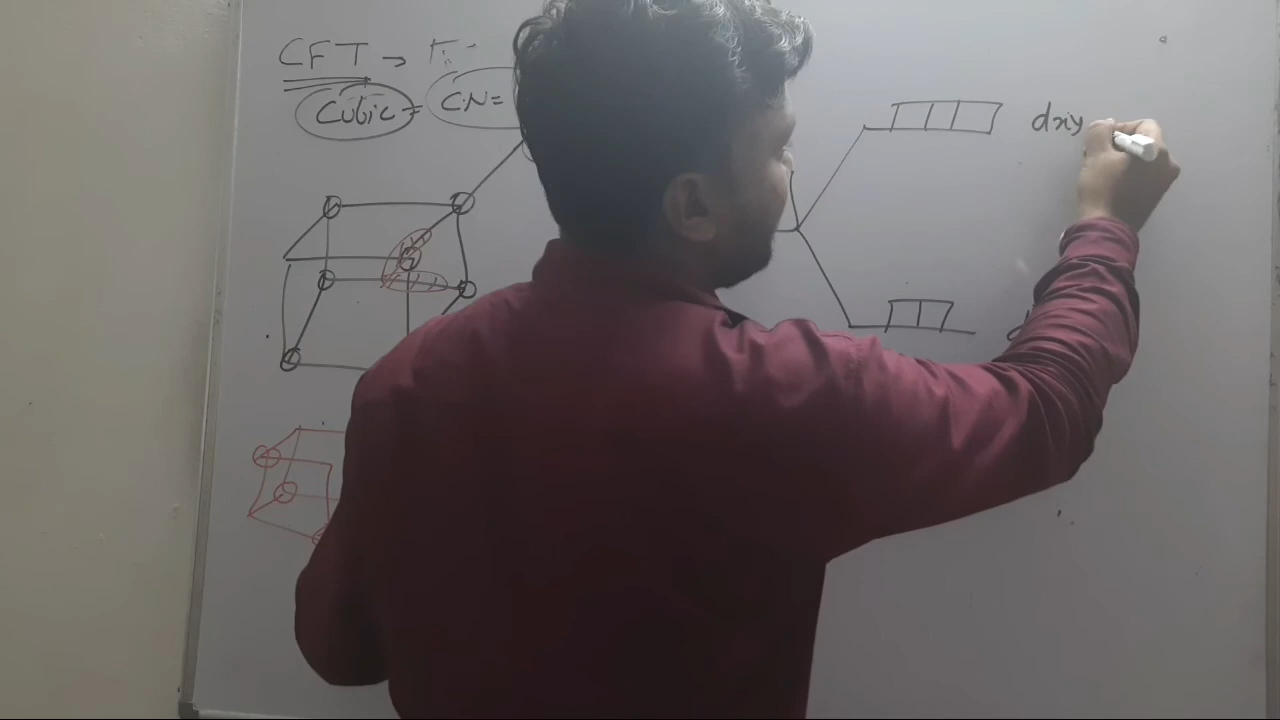 CFT →
Cubic = CN=
dxy